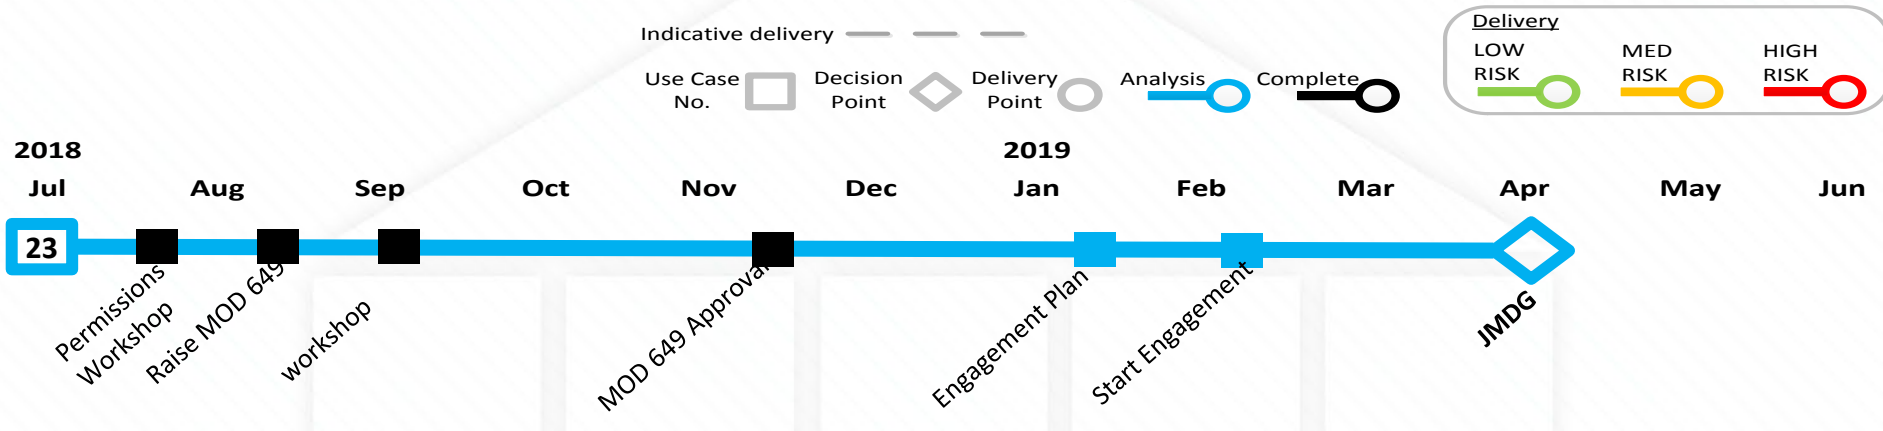 Indicative delivery
Use Case
No.
Decision
Point
Delivery
Point
Analysis
Complete
Delivery
LOW
RISK
MED
RISK
HIGH
RISK
2018
2019
Jul Aug Sep Oct Nov Dec Jan Feb Mar Apr May Jun
23
Permissions
Workshop
Raise MOD 649
workshop
MOD 649 Approval
Engagement Plan
Start Engagement
JMDG